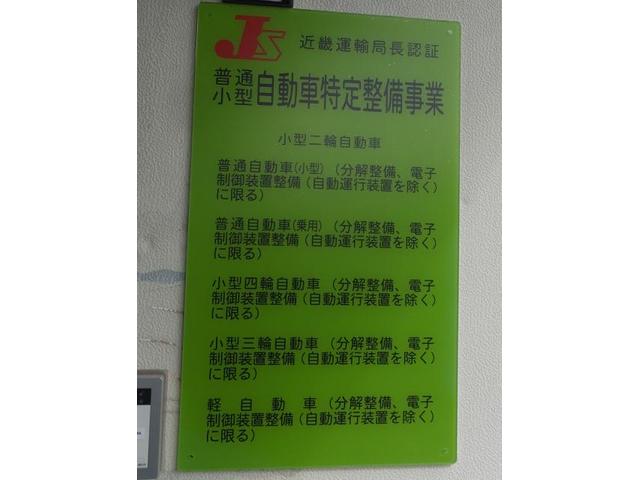 JS 近畿運輸局長認証
普通
小型 自動車特定整備事業
小型二輪自動車
普通自動車(小型)(分解整備、電子
制御装置整備(自動運行装置を除く)
に限る)
普通自動車(乗用)(分解整備、電子
制御装置整備(自動運行装置を除く)
に限る)
小型四輪自動車(分解整備、電子
制御装置整備(自動運行装置を除く)
に限る)
小型三輪自動車(分解整備、電子
制御装置整備(自動運行装置を除く)
に限る)
軽自動車(分解整備、電子
制御装置整備(自動運行装置を除く)
に限る)